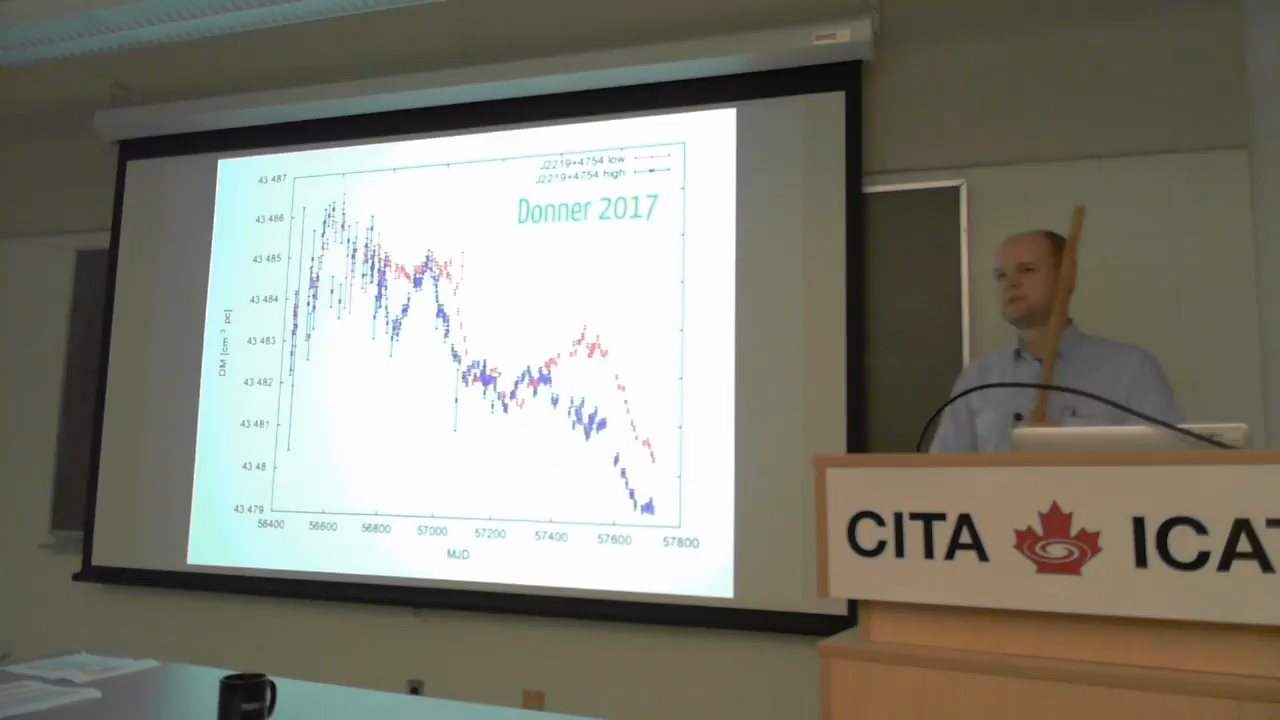 J2219+4754 low
J2219+4754 high
Donner 2017
43 487
43 486
43 485
43 484
43 483
43 482
43 481
43 48
43 479
DM [cm⁻³ pc]
56400 56600 56800 57000 57200 57400 57600 57800
MJD
CITA ICAT